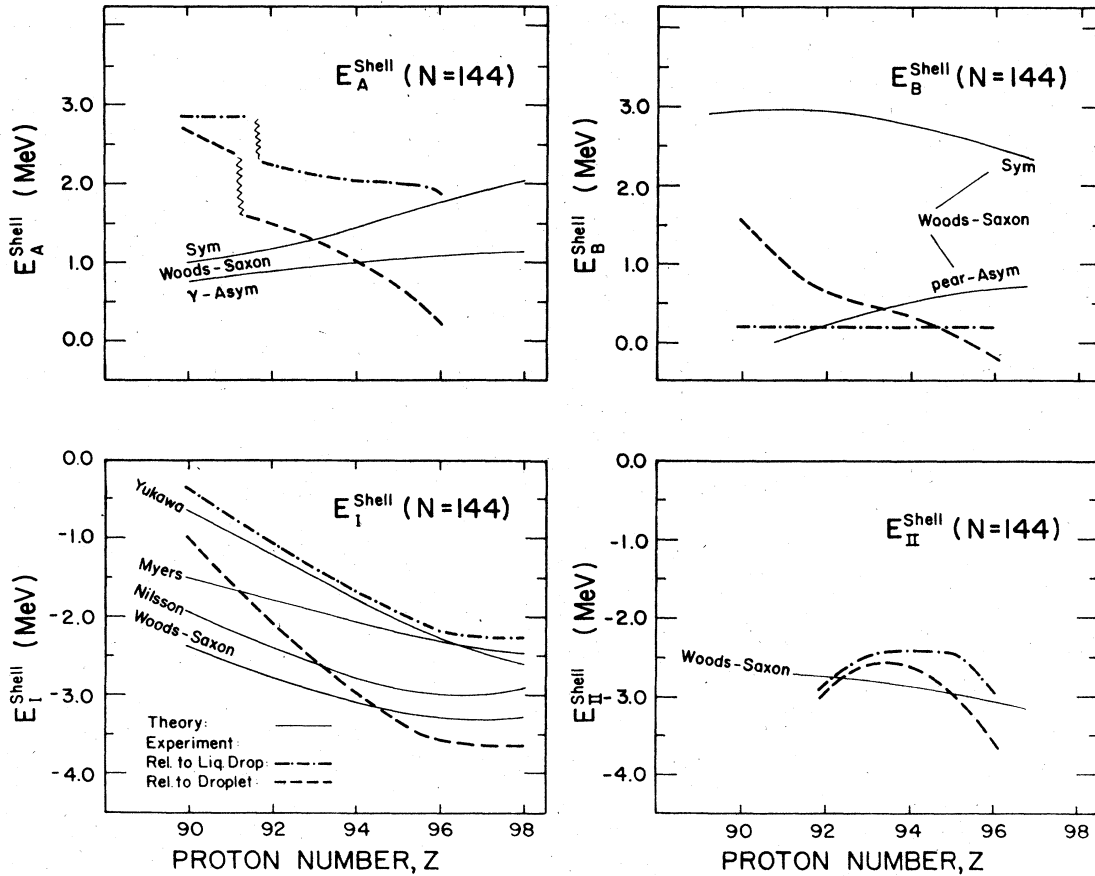 E_A^Shell (N=144)
E_A^Shell (MeV)
3.0
2.0
1.0
0.0
Sym
Woods-Saxon
γ-Asym
E_B^Shell (N=144)
E_B^Shell (MeV)
3.0
2.0
1.0
0.0
Sym
Woods-Saxon
pear-Asym
E_I^Shell (N=144)
E_I^Shell (MeV)
0.0
-1.0
-2.0
-3.0
-4.0
Yukawa
Myers
Nilsson
Woods-Saxon
Theory:
Experiment:
Rel. to Liq. Drop:
Rel. to Droplet:
90 92 94 96 98
PROTON NUMBER, Z
E_II^Shell (N=144)
E_II^Shell (MeV)
0.0
-1.0
-2.0
-3.0
-4.0
Woods-Saxon
90 92 94 96 98
PROTON NUMBER, Z